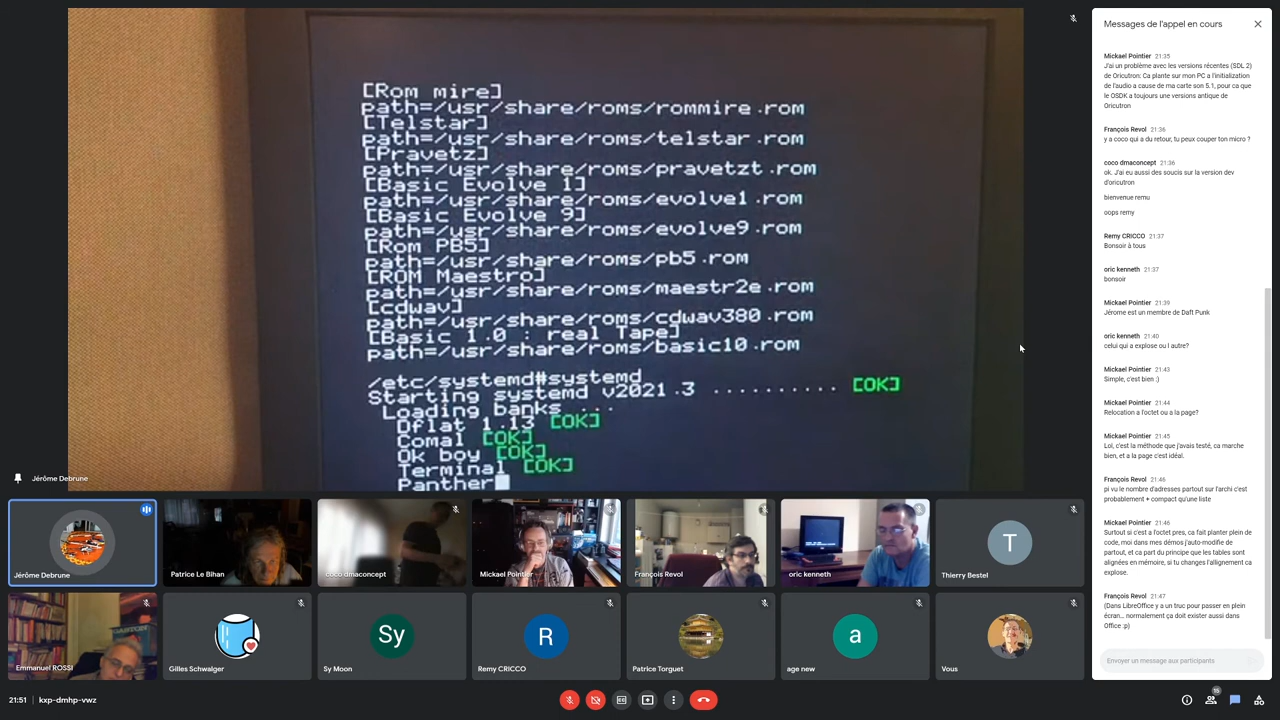 [Rom mire]
path=/usr/share/roms/rommire.rom
[Telstar]
path=/usr/share/roms/telstar.rom
[Pravetz]
path=/usr/share/roms/pravezt.rom
[Basic Evolve 1]
path=/usr/share/roms/evolve1.rom
[Basic Evolve 9]
path=/usr/share/roms/evolve9.rom
[Rom PB5]
path=/usr/share/roms/pb5.rom
[ROM Maestro]
path=/usr/share/roms/mastr2e.rom
[cdwav]
path=/usr/share/roms/cdwav380.rom
[Basic 1.0 : real Tape]
path=/usr/share/roms/basic10.rom
/etc/systemd#systemd
Starting systemd v2021.3 .......... [OK]
Loading banks....
Dflat 1.13 [OK]
Comal [OK]
Ok boy [OK]
Terminal [OK]
Panther
Jérôme Debrune
Jérôme Debrune
Patrice Le Bihan
coco dmaconcept
Mickael Pointier
François Revol
oric kenneth
T
Thierry Bestel
Emmanuel ROSSI
Gilles Schwalger
Sy
Sy Moon
R
Remy CRICCO
Patrice Torguet
a
age new
Vous
21:51 | kxp-dmhp-vwz
15
Messages de l'appel en cours
Mickael Pointier 21:35
J'ai un problème avec les versions récentes (SDL 2)
de Oricutron: Ca plante sur mon PC a l'initialization
de l'audio a cause de ma carte son 5.1, pour ca que
le OSDK a toujours une versions antique de
Oricutron
François Revol 21:36
y a coco qui a du retour, tu peux couper ton micro ?
coco dmaconcept 21:36
ok. J'ai eu aussi des soucis sur la version dev
d'oricutron
bienvenue remu
oops remy
Remy CRICCO 21:37
Bonsoir à tous
oric kenneth 21:37
bonsoir
Mickael Pointier 21:39
Jérome est un membre de Daft Punk
oric kenneth 21:40
celui qui a explose ou l autre?
Mickael Pointier 21:43
Simple, c'est bien :)
Mickael Pointier 21:44
Relocation a l'octet ou a la page?
Mickael Pointier 21:45
Lol, c'est la méthode que j'avais testé, ca marche
bien, et a la page c'est idéal.
François Revol 21:46
pi vu le nombre d'adresses partout sur l'archi c'est
probablement + compact qu'une liste
Mickael Pointier 21:46
Surtout si c'est a l'octet pres, ca fait planter plein de
code, moi dans mes démos j'auto-modifie de
partout, et ca part du principe que les tables sont
alignées en mémoire, si tu changes l'allignement ca
explose.
François Revol 21:47
(Dans LibreOffice y a un truc pour passer en plein
écran... normalement ça doit exister aussi dans
Office :p)
Envoyer un message aux participants